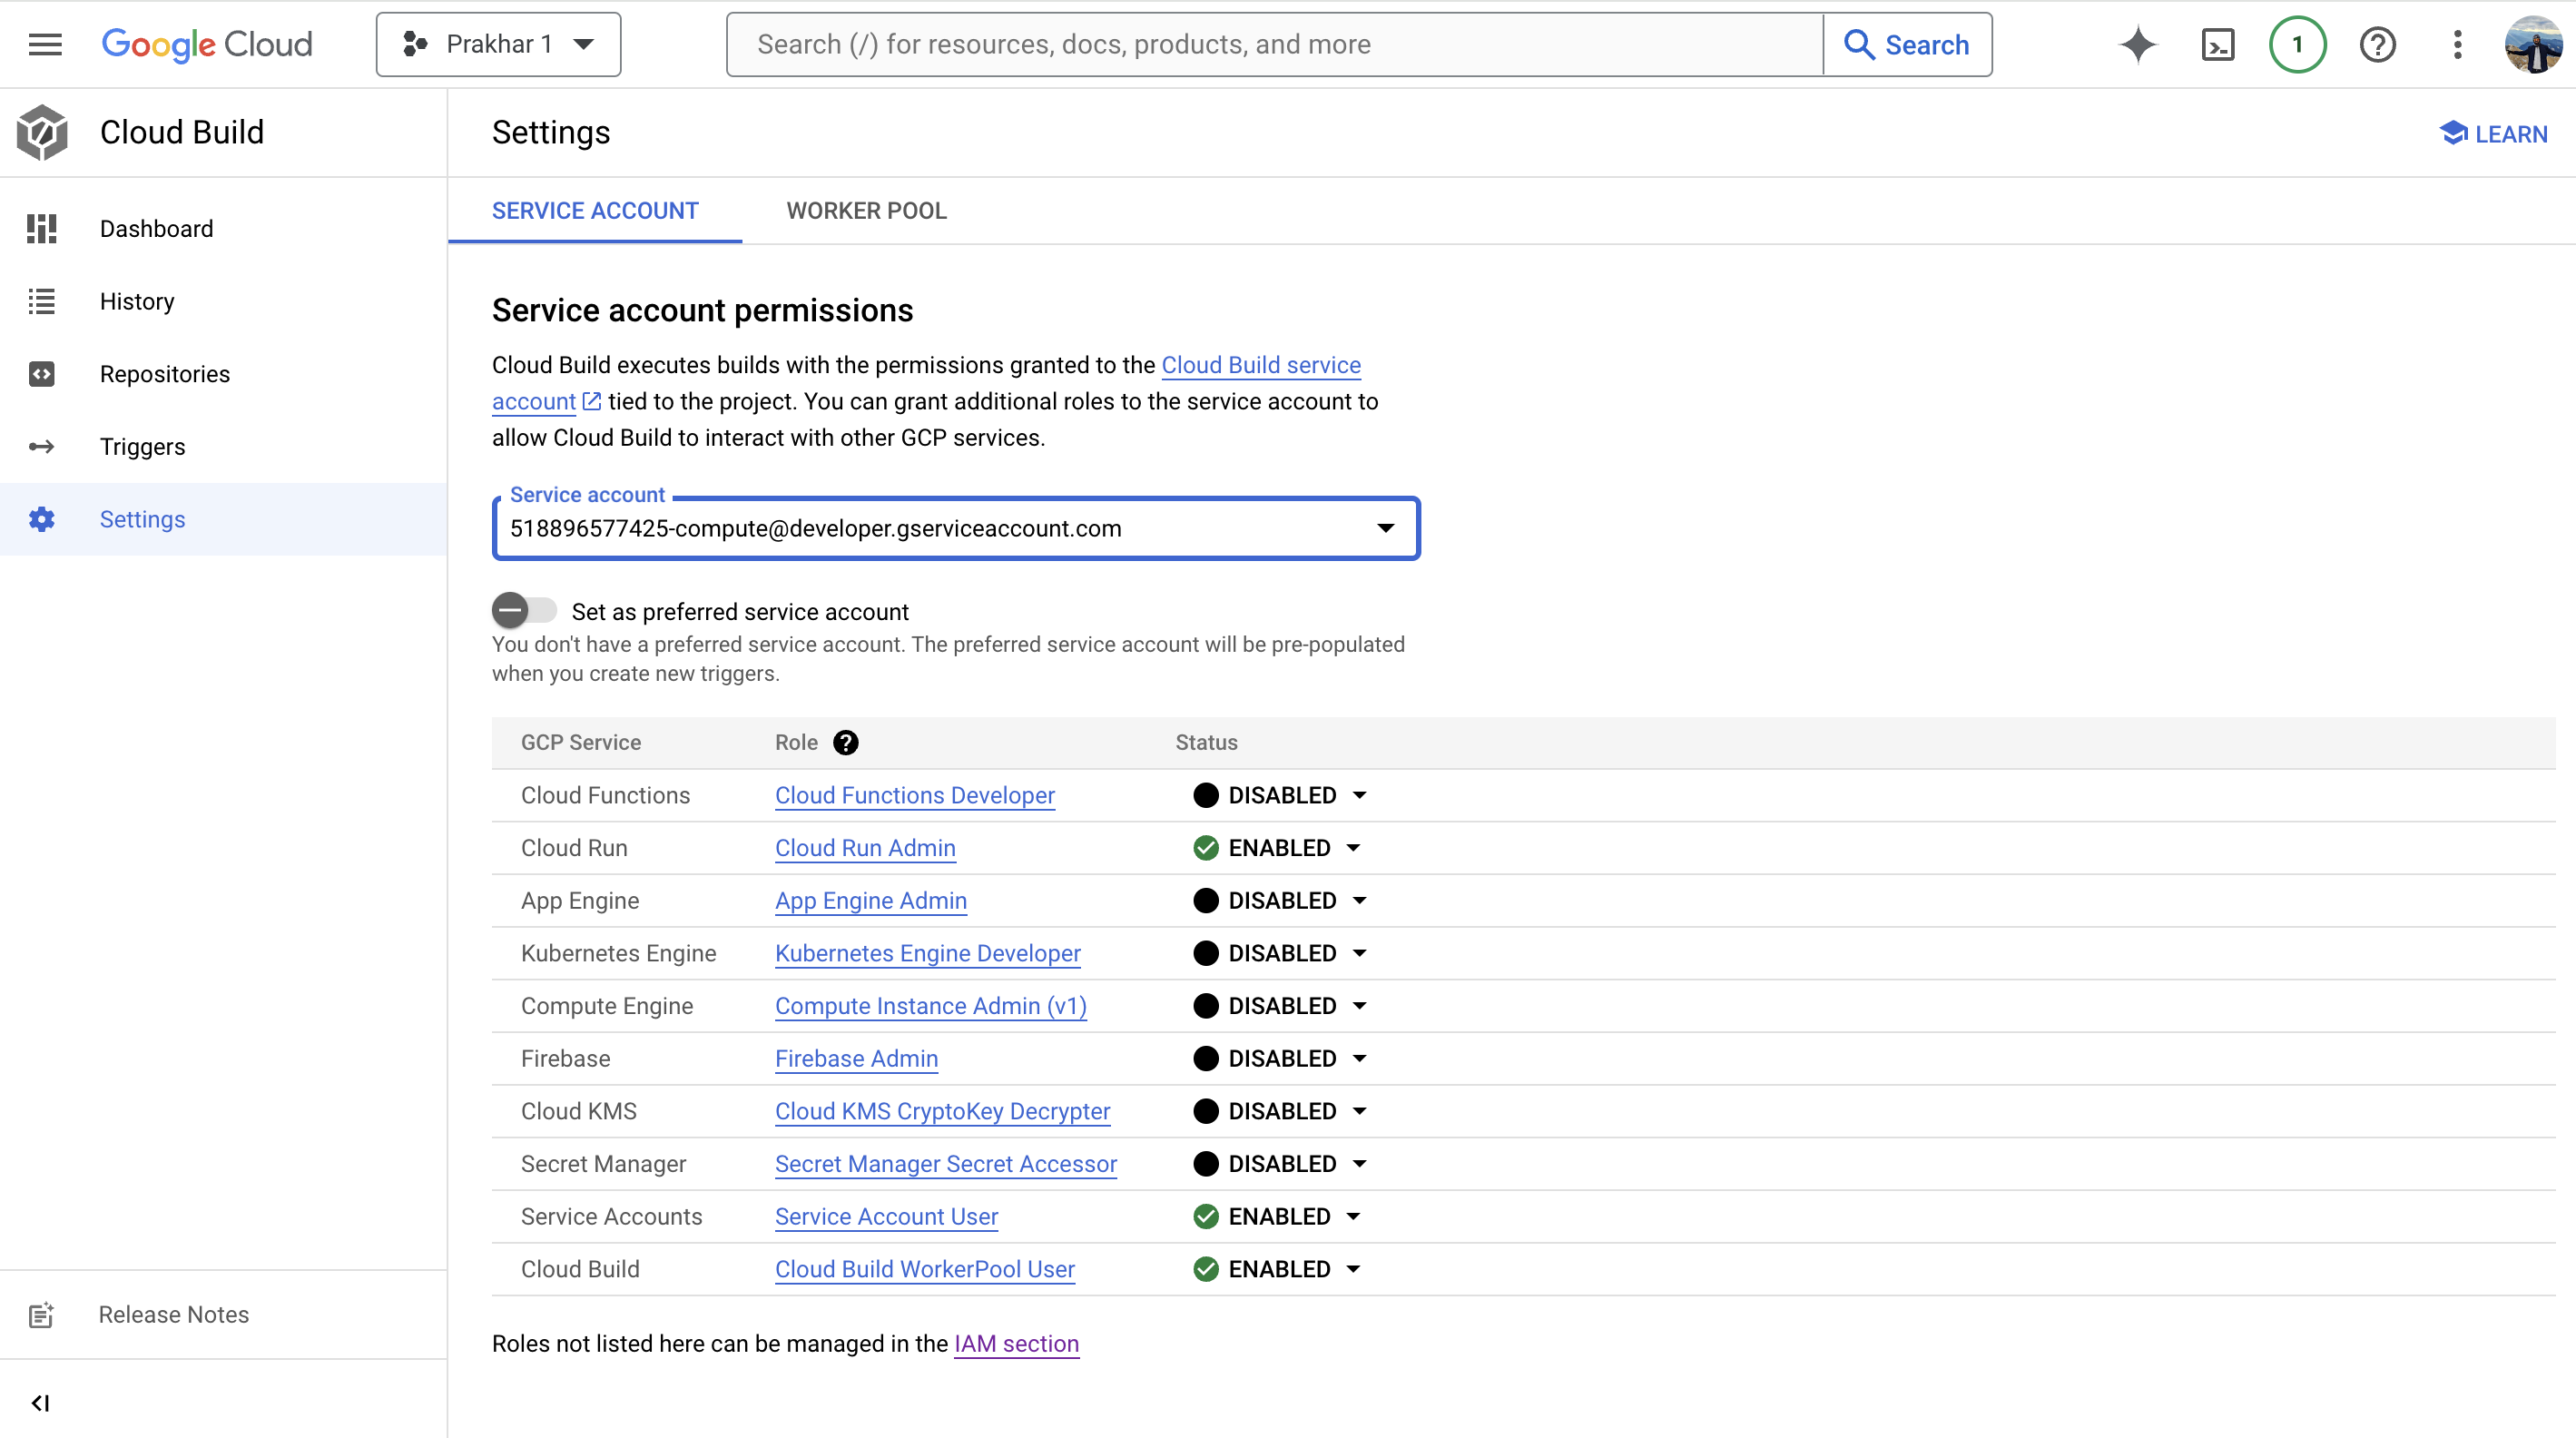 Google Cloud
Prakhar 1
Search (/) for resources, docs, products, and more
Search
1
Cloud Build
Settings
LEARN
Dashboard
History
Repositories
Triggers
Settings
Release Notes
SERVICE ACCOUNT
WORKER POOL
Service account permissions
Cloud Build executes builds with the permissions granted to the Cloud Build service
account tied to the project. You can grant additional roles to the service account to
allow Cloud Build to interact with other GCP services.
Service account
518896577425-compute@developer.gserviceaccount.com
Set as preferred service account
You don't have a preferred service account. The preferred service account will be pre-populated
when you create new triggers.
GCP Service Role Status
Cloud Functions Cloud Functions Developer DISABLED
Cloud Run Cloud Run Admin ENABLED
App Engine App Engine Admin DISABLED
Kubernetes Engine Kubernetes Engine Developer DISABLED
Compute Engine Compute Instance Admin (v1) DISABLED
Firebase Firebase Admin DISABLED
Cloud KMS Cloud KMS CryptoKey Decrypter DISABLED
Secret Manager Secret Manager Secret Accessor DISABLED
Service Accounts Service Account User ENABLED
Cloud Build Cloud Build WorkerPool User ENABLED
Roles not listed here can be managed in the IAM section